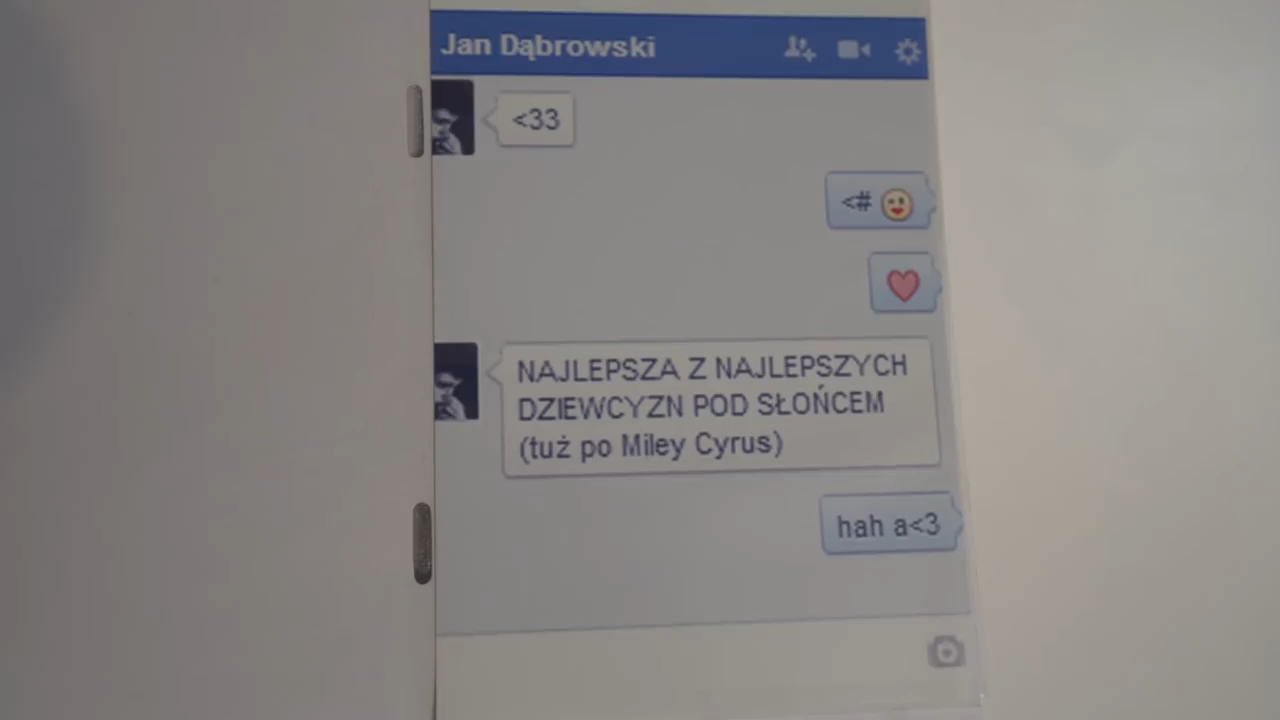 Jan Dąbrowski
<33
<#
NAJLEPSZA Z NAJLEPSZYCH
DZIEWCYZN POD SŁOŃCEM
(tuż po Miley Cyrus)
hah a<3